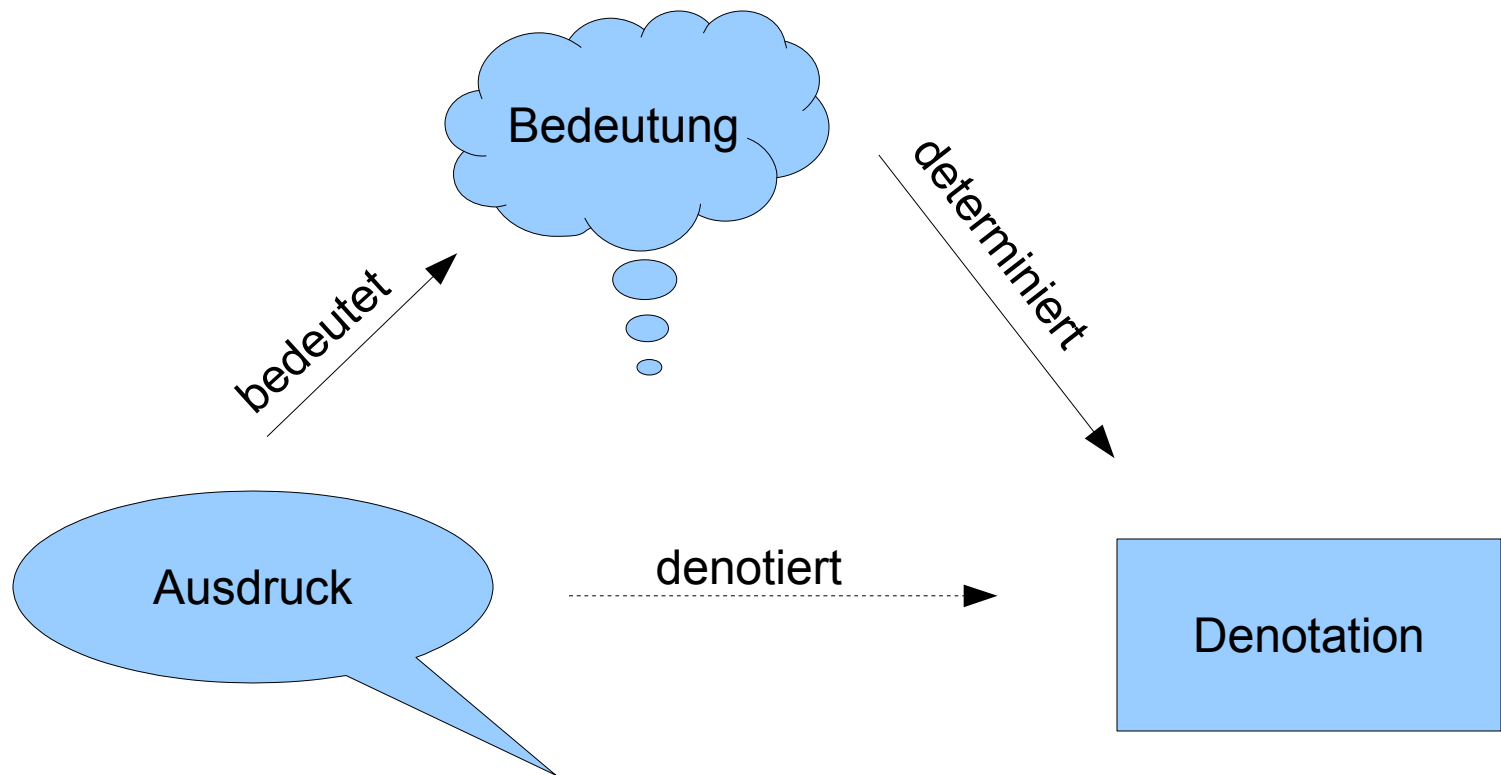 Bedeutung
determiniert
bedeutet
denotiert
Ausdruck
Denotation